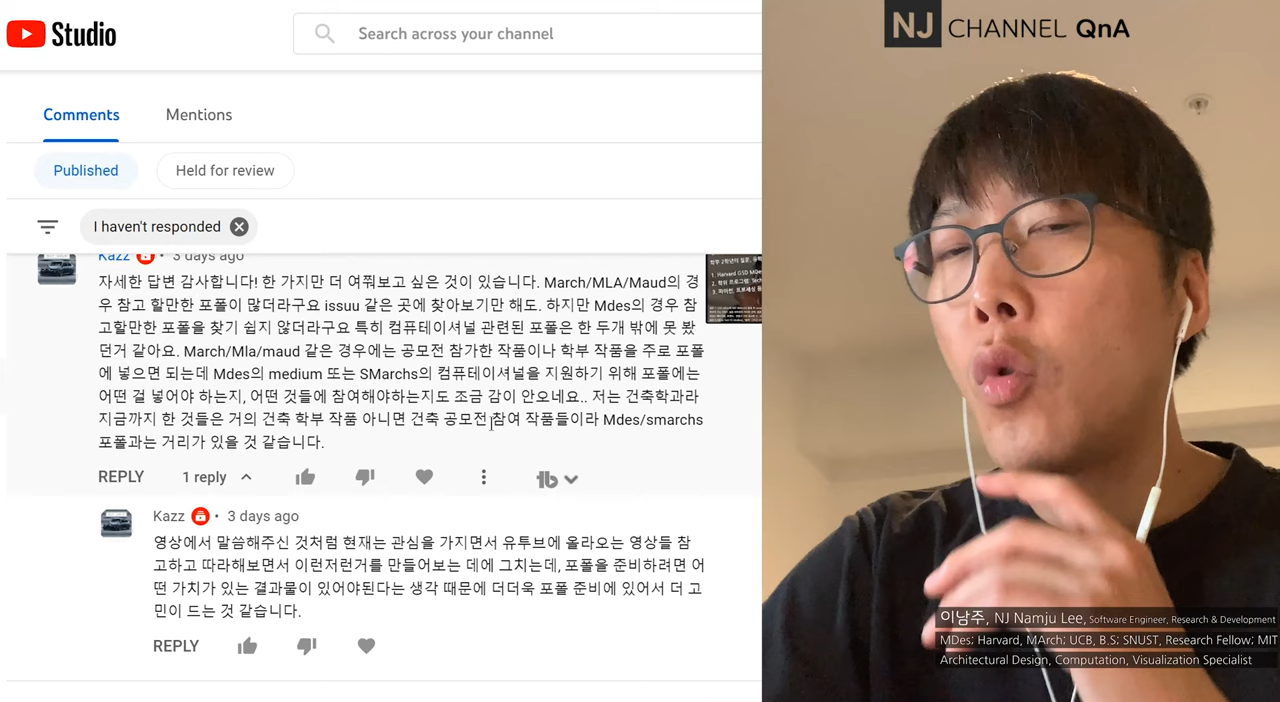 Studio
Search across your channel
NJ CHANNEL QnA
Comments
Mentions
Published
Held for review
I haven't responded
Kazz • 3 days ago
자세한 답변 감사합니다! 한 가지만 더 여쭤보고 싶은 것이 있습니다. March/MLA/Maud의 경
우 참고 할만한 포폴이 많더라구요 issuu 같은 곳에 찾아보기만 해도. 하지만 Mdes의 경우 참
고할만한 포폴을 찾기 쉽지 않더라구요 특히 컴퓨테이셔널 관련된 포폴은 한 두개 밖에 못 봤
던거 같아요. March/Mla/maud 같은 경우에는 공모전 참가한 작품이나 학부 작품을 주로 포폴
에 넣으면 되는데 Mdes의 medium 또는 SMarchs의 컴퓨테이셔널을 지원하기 위해 포폴에는
어떤 걸 넣어야 하는지, 어떤 것들에 참여해야하는지도 조금 감이 안오네요.. 저는 건축학과라
지금까지 한 것들은 거의 건축 학부 작품 아니면 건축 공모전 참여 작품들이라 Mdes/smarchs
포폴과는 거리가 있을 것 같습니다.
REPLY
1 reply
Kazz • 3 days ago
영상에서 말씀해주신 것처럼 현재는 관심을 가지면서 유투브에 올라오는 영상들 참
고하고 따라해보면서 이런저런거를 만들어보는 데에 그치는데, 포폴을 준비하려면 어
떤 가치가 있는 결과물이 있어야된다는 생각 때문에 더더욱 포폴 준비에 있어서 더 고
민이 드는 것 같습니다.
REPLY
이남주, NJ Namju Lee, Software Engineer, Research & Development
MDes; Harvard, MArch; UCB, B.S; SNUST, Research Fellow; MIT
Architectural Design, Computation, Visualization Specialist